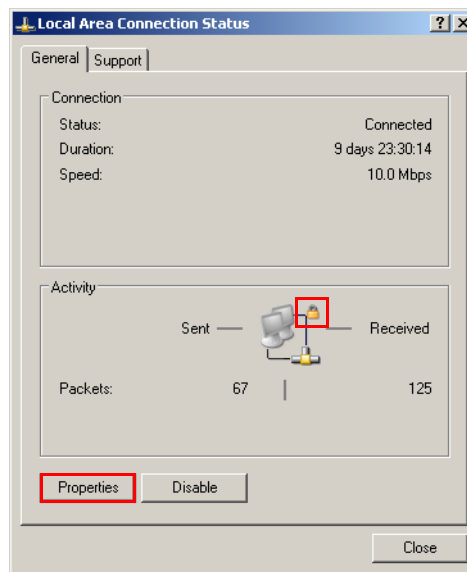 Local Area Connection Status
General Support
Connection
Status: Connected
Duration: 9 days 23:30:14
Speed: 10.0 Mbps
Activity
Sent Received
Packets: 67 125
Properties Disable
Close